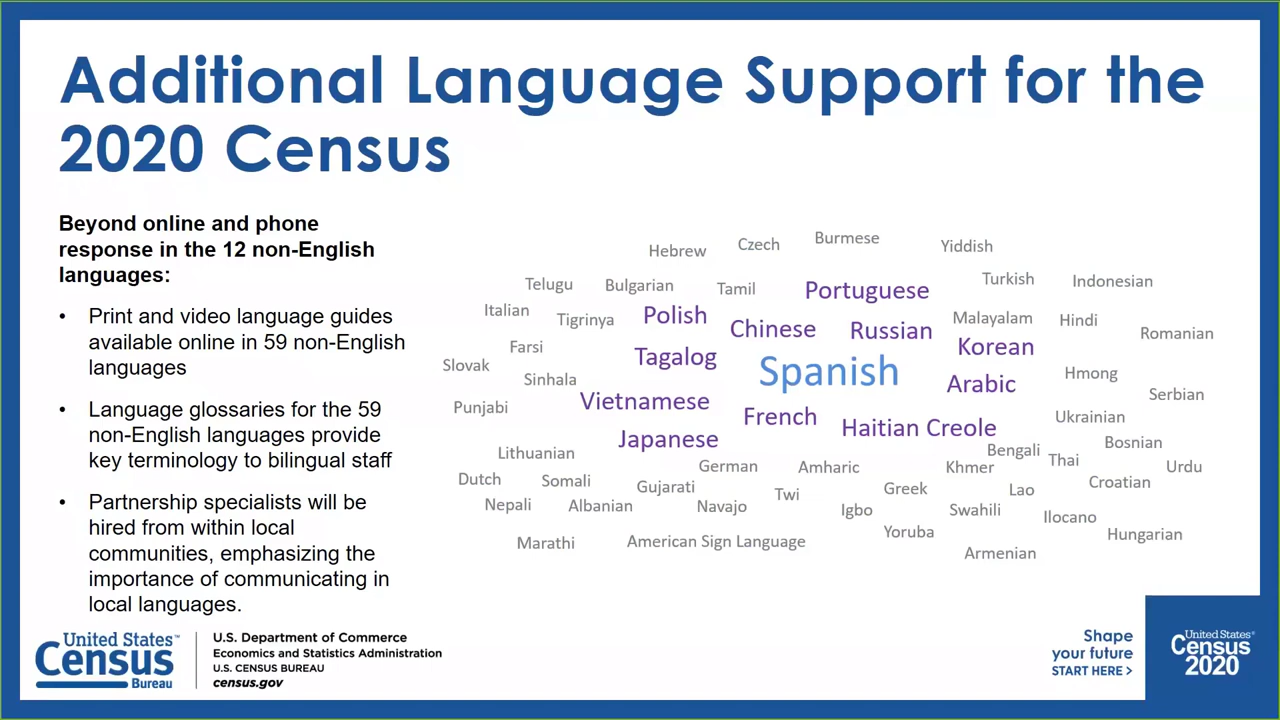 Additional Language Support for the
2020 Census
Beyond online and phone
response in the 12 non-English
languages:
• Print and video language guides
available online in 59 non-English
languages
• Language glossaries for the 59
non-English languages provide
key terminology to bilingual staff
• Partnership specialists will be
hired from within local
communities, emphasizing the
importance of communicating in
local languages.
Hebrew Czech Burmese Yiddish
Telugu Bulgarian Tamil Portuguese Turkish Indonesian
Italian Tigrinya Polish Chinese Russian Malayalam Hindi Romanian
Slovak Farsi Tagalog Spanish Korean
Sinhala Arabic Hmong Serbian
Punjabi Vietnamese French Haitian Creole Ukrainian
Lithuanian Japanese Bengali Bosnian
Dutch Somali Gujarati German Amharic Greek Khmer Lao Thai Croatian Urdu
Nepali Albanian Navajo Twi Igbo Swahili Ilocano
Marathi American Sign Language Yoruba Armenian Hungarian
United States™
Census
Bureau
U.S. Department of Commerce
Economics and Statistics Administration
U.S. CENSUS BUREAU
census.gov
Shape
your future
START HERE >
United States®
Census
2020